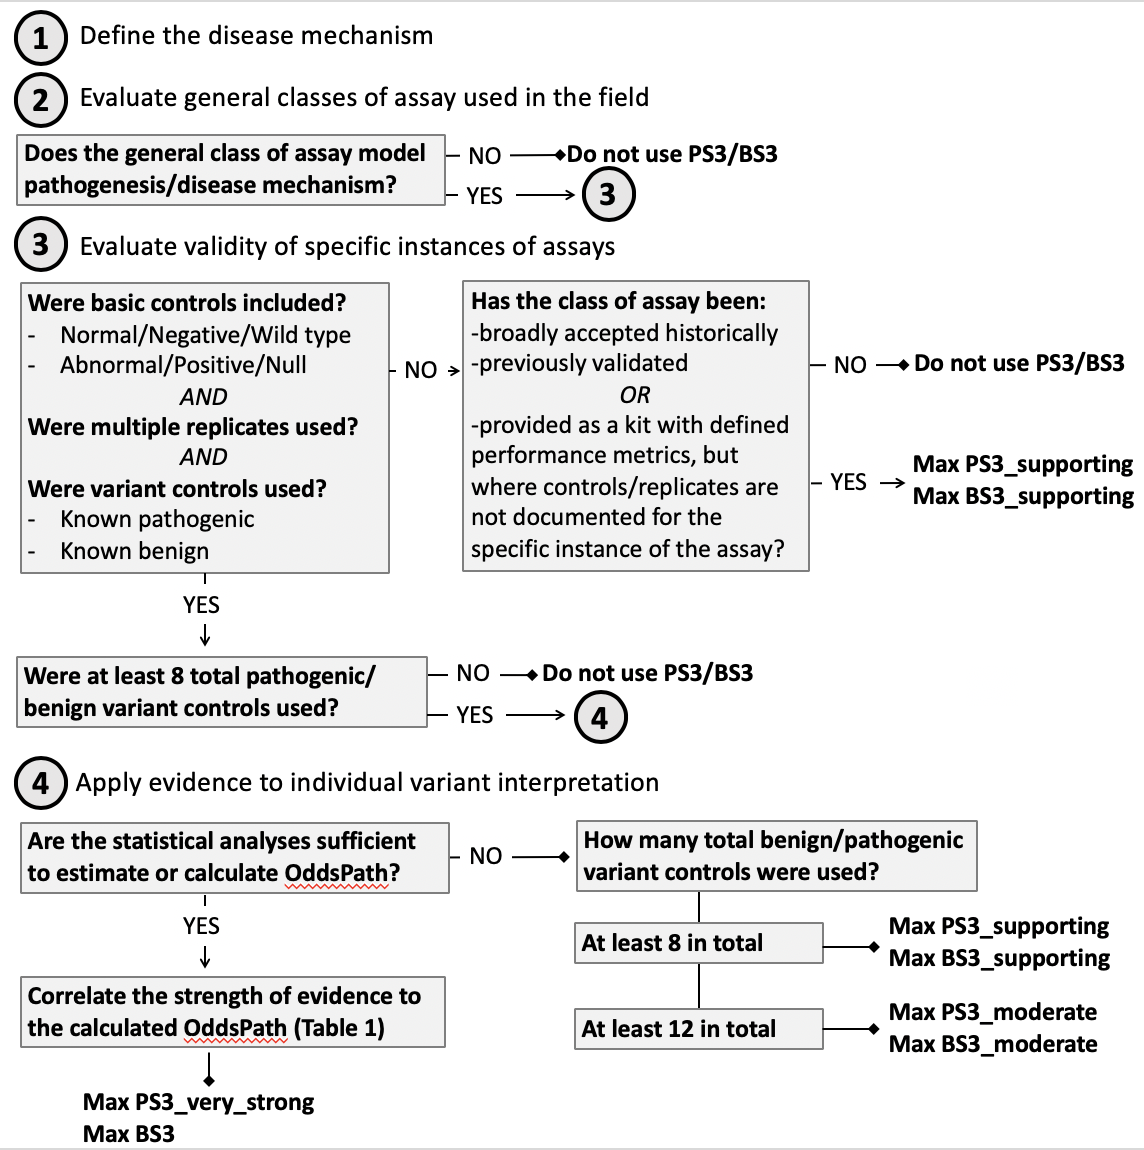 1 Define the disease mechanism
2 Evaluate general classes of assay used in the field
Does the general class of assay model
pathogenesis/disease mechanism?
NO
Do not use PS3/BS3
YES
3
3 Evaluate validity of specific instances of assays
Were basic controls included?
- Normal/Negative/Wild type
- Abnormal/Positive/Null
AND
Were multiple replicates used?
AND
Were variant controls used?
- Known pathogenic
- Known benign
NO
Has the class of assay been:
-broadly accepted historically
-previously validated
OR
-provided as a kit with defined
performance metrics, but
where controls/replicates are
not documented for the
specific instance of the assay?
NO
Do not use PS3/BS3
YES
Max PS3_supporting
Max BS3_supporting
YES
Were at least 8 total pathogenic/
benign variant controls used?
NO
Do not use PS3/BS3
YES
4
4 Apply evidence to individual variant interpretation
Are the statistical analyses sufficient
to estimate or calculate OddsPath?
NO
How many total benign/pathogenic
variant controls were used?
At least 8 in total
Max PS3_supporting
Max BS3_supporting
At least 12 in total
Max PS3_moderate
Max BS3_moderate
YES
Correlate the strength of evidence to
the calculated OddsPath (Table 1)
Max PS3_very_strong
Max BS3